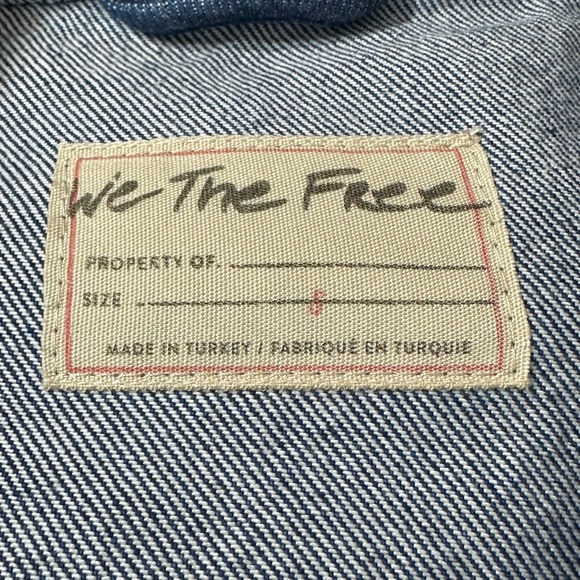 We The Free
PROPERTY OF.
SIZE S
MADE IN TURKEY / FABRIQUÉ EN TURQUIE